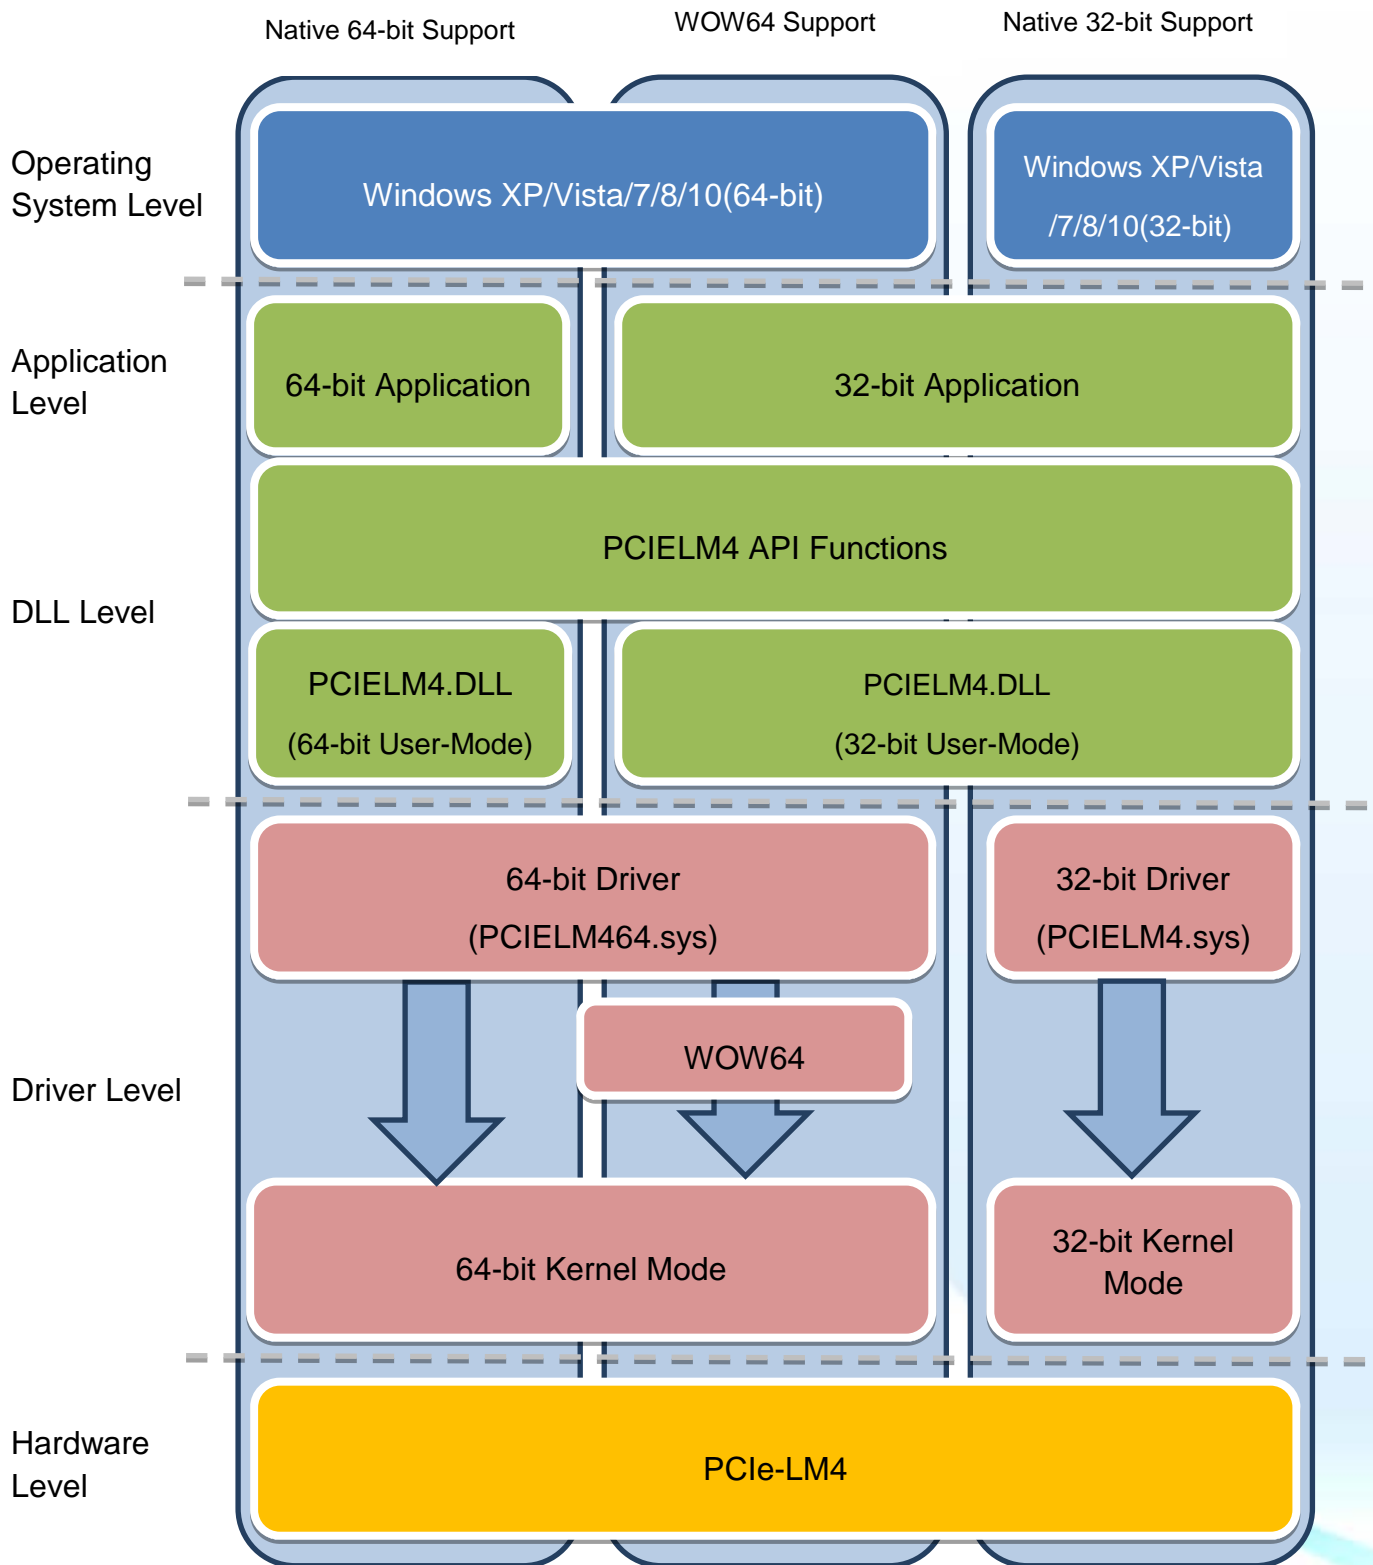 Native 64-bit Support
WOW64 Support
Native 32-bit Support
Operating
System Level
Windows XP/Vista/7/8/10(64-bit)
Windows XP/Vista
/7/8/10(32-bit)
Application
Level
64-bit Application
32-bit Application
DLL Level
PCIELM4 API Functions
PCIELM4.DLL
(64-bit User-Mode)
PCIELM4.DLL
(32-bit User-Mode)
Driver Level
64-bit Driver
(PCIELM464.sys)
32-bit Driver
(PCIELM4.sys)
WOW64
64-bit Kernel Mode
32-bit Kernel
Mode
Hardware
Level
PCIe-LM4